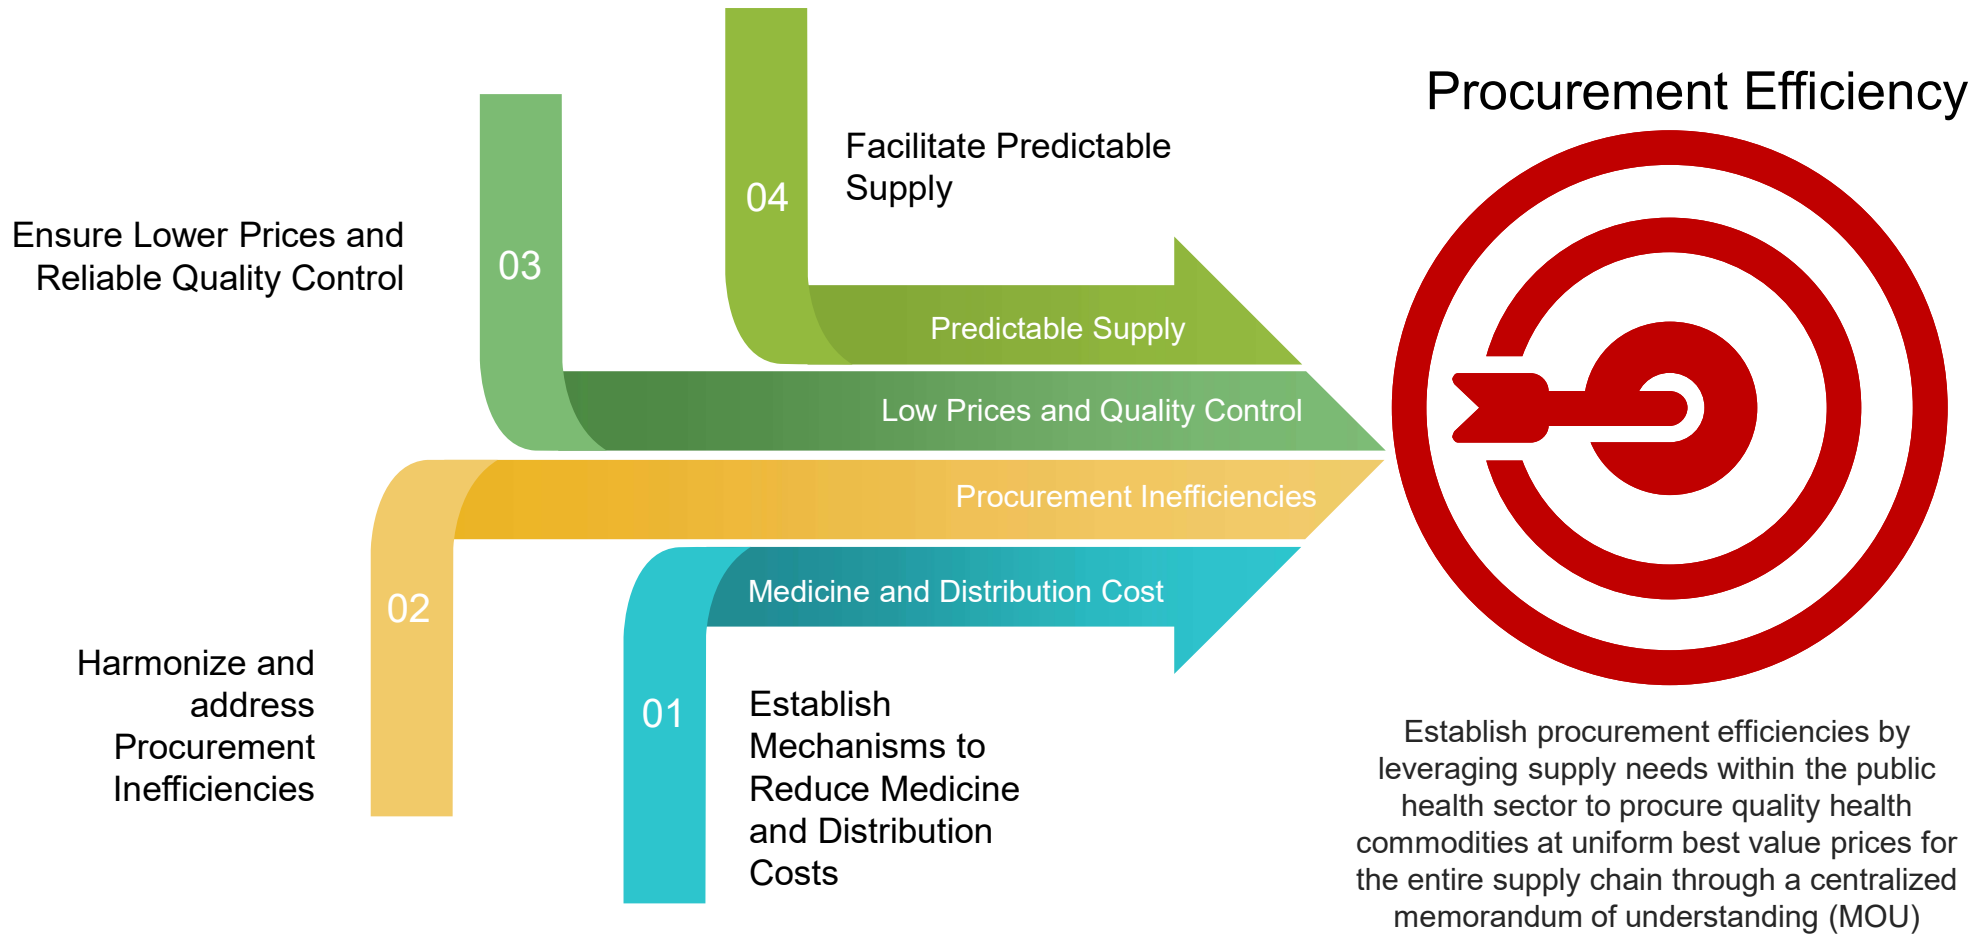 Procurement Efficiency
04
Facilitate Predictable
Supply
03
Ensure Lower Prices and
Reliable Quality Control
Predictable Supply
Low Prices and Quality Control
Procurement Inefficiencies
Medicine and Distribution Cost
02
Harmonize and
address
Procurement
Inefficiencies
01
Establish
Mechanisms to
Reduce Medicine
and Distribution
Costs
Establish procurement efficiencies by
leveraging supply needs within the public
health sector to procure quality health
commodities at uniform best value prices for
the entire supply chain through a centralized
memorandum of understanding (MOU)